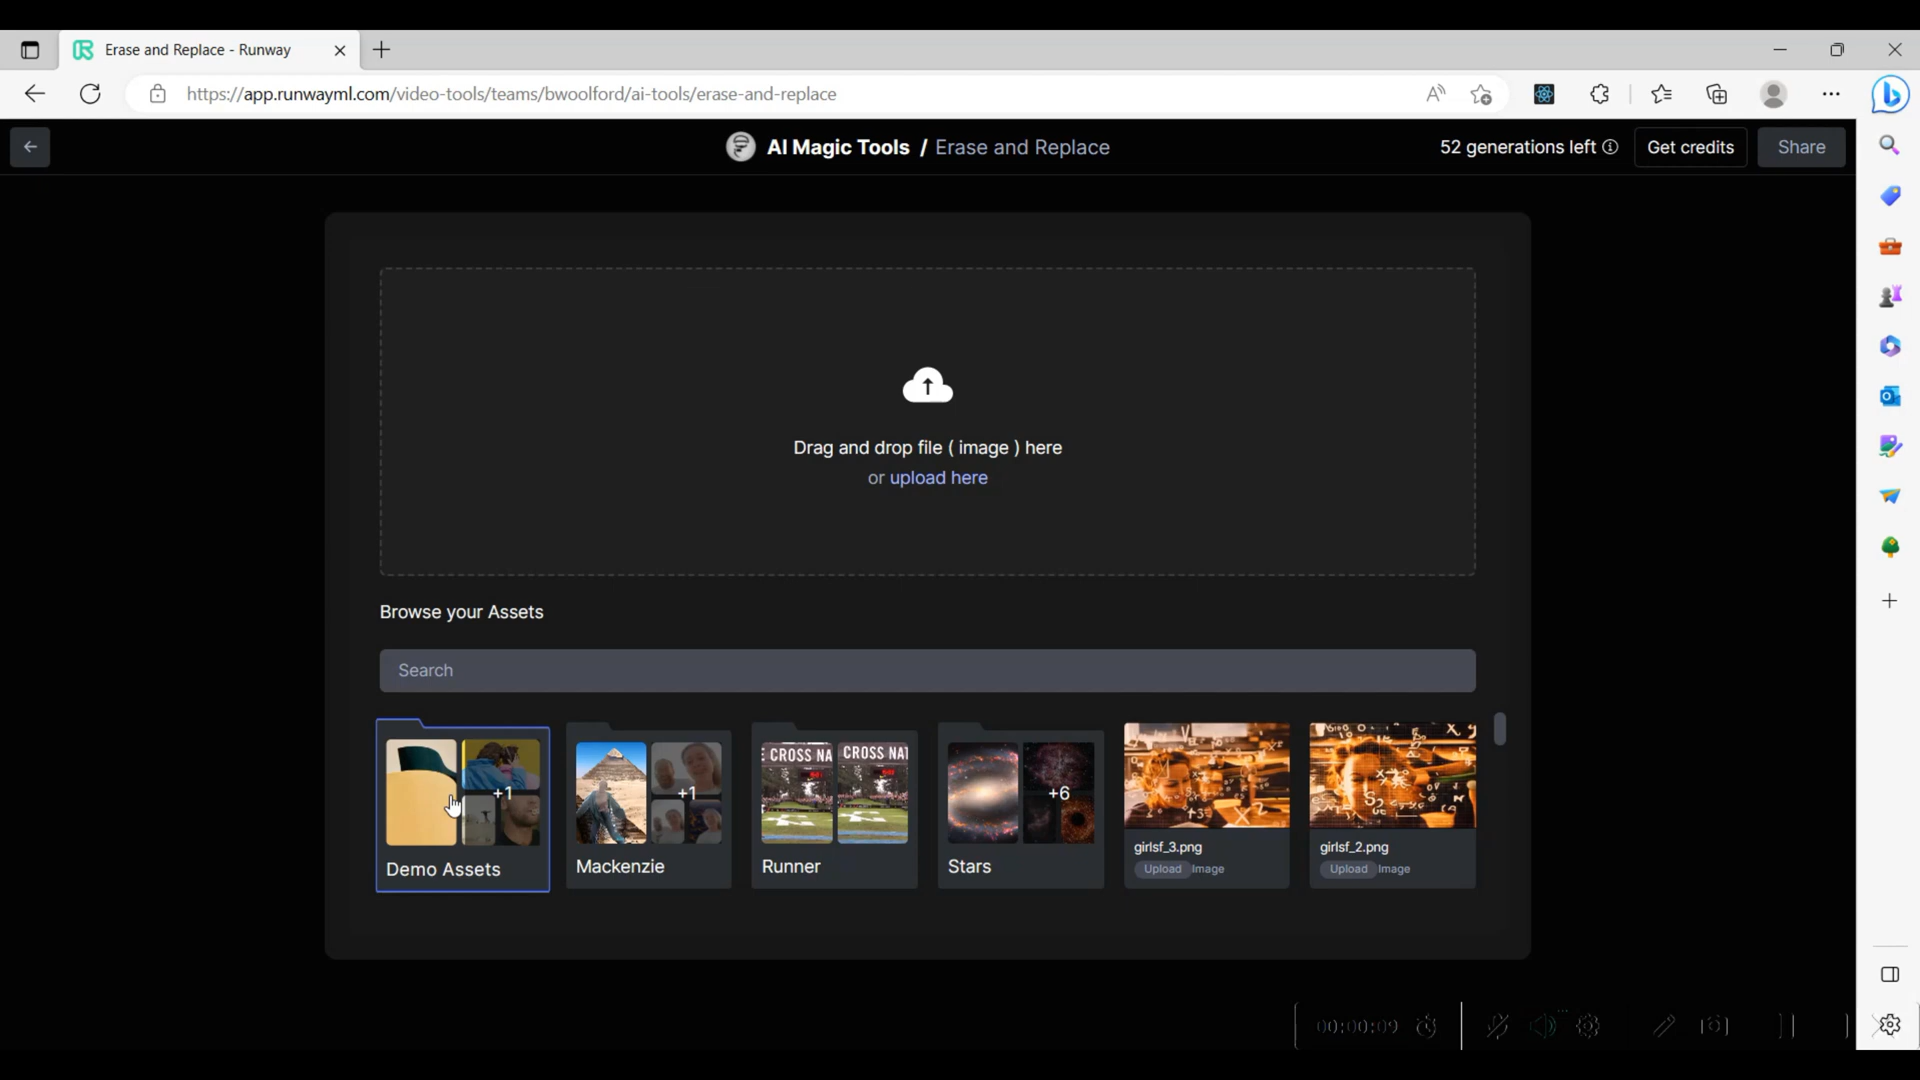 Erase and Replace - Runway
https://app.runwayml.com/video-tools/teams/bwoolford/ai-tools/erase-and-replace
AI Magic Tools / Erase and Replace
52 generations left
Get credits
Share
Drag and drop file ( image ) here
or upload here
Browse your Assets
Search
+1
Demo Assets
+1
Mackenzie
E CROSS NA
CROSS NAT
Runner
+6
Stars
girlsf_3.png
Upload Image
girlsf_2.png
Upload Image
00:00:09